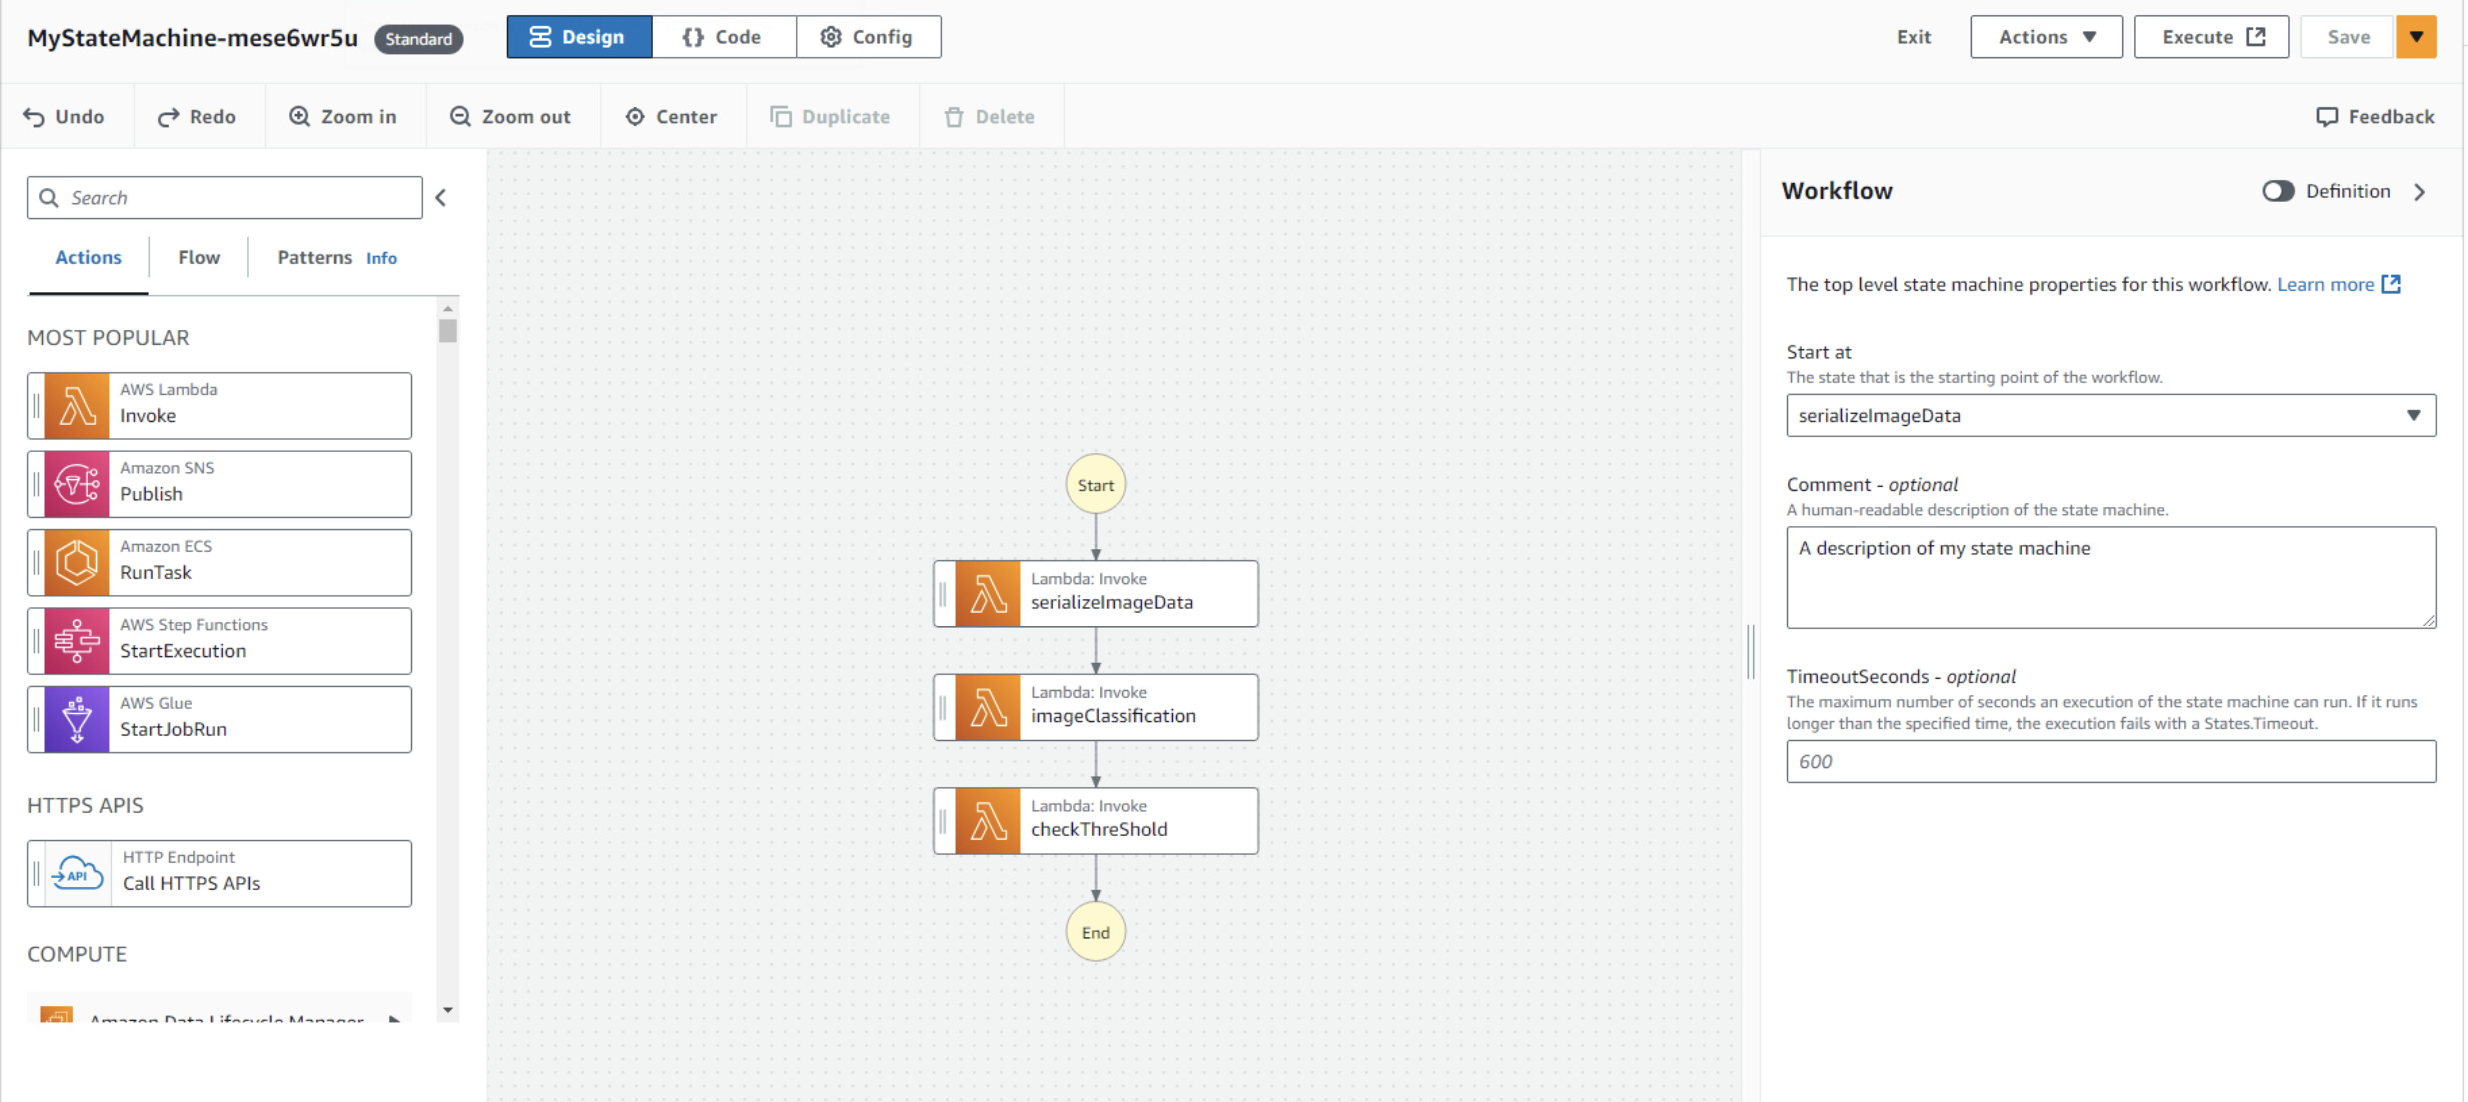 MyStateMachine-mese6wr5u Standard Design {} Code Config Exit Actions Execute Save
Undo Redo Zoom in Zoom out Center Duplicate Delete Feedback
Search
Actions Flow Patterns Info
MOST POPULAR
AWS Lambda
Invoke
Amazon SNS
Publish
Amazon ECS
RunTask
AWS Step Functions
StartExecution
AWS Glue
StartJobRun
HTTPS APIS
API
HTTP Endpoint
Call HTTPS APIs
COMPUTE
Amazon Data Lifecycle Manager
Start
Lambda: Invoke
serializeImageData
Lambda: Invoke
imageClassification
Lambda: Invoke
checkThreShold
End
Workflow Definition
The top level state machine properties for this workflow. Learn more
Start at
The state that is the starting point of the workflow.
serializeImageData
Comment - optional
A human-readable description of the state machine.
A description of my state machine
TimeoutSeconds - optional
The maximum number of seconds an execution of the state machine can run. If it runs
longer than the specified time, the execution fails with a States.Timeout.
600